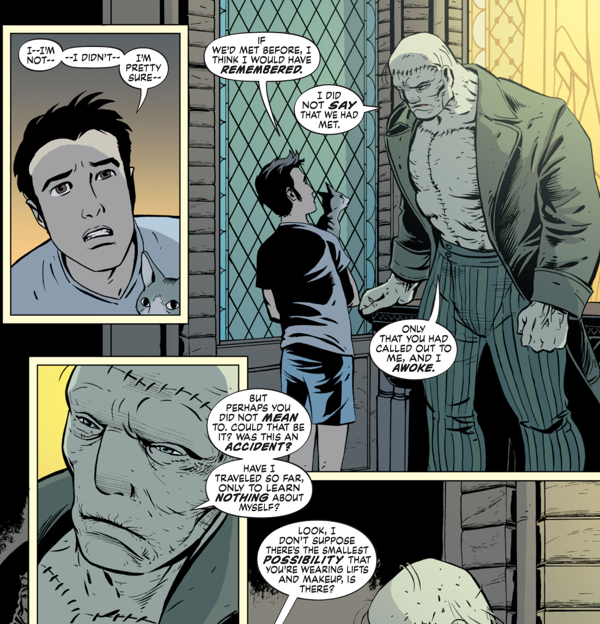 I--I'M
NOT--
--I DIDN'T--
I'M
PRETTY
SURE--
IF
WE'D MET BEFORE, I
THINK I WOULD HAVE
REMEMBERED.
I DID
NOT SAY
THAT WE HAD
MET.
ONLY
THAT YOU HAD
CALLED OUT TO
ME, AND I
AWOKE.
BUT
PERHAPS YOU
DID NOT MEAN
TO. COULD THAT BE
IT? WAS THIS AN
ACCIDENT?
HAVE I
TRAVELED SO FAR,
ONLY TO LEARN
NOTHING ABOUT
MYSELF?
LOOK, I
DON'T SUPPOSE
THERE'S THE SMALLEST
POSSIBILITY THAT
YOU'RE WEARING LIFTS
AND MAKEUP, IS
THERE?